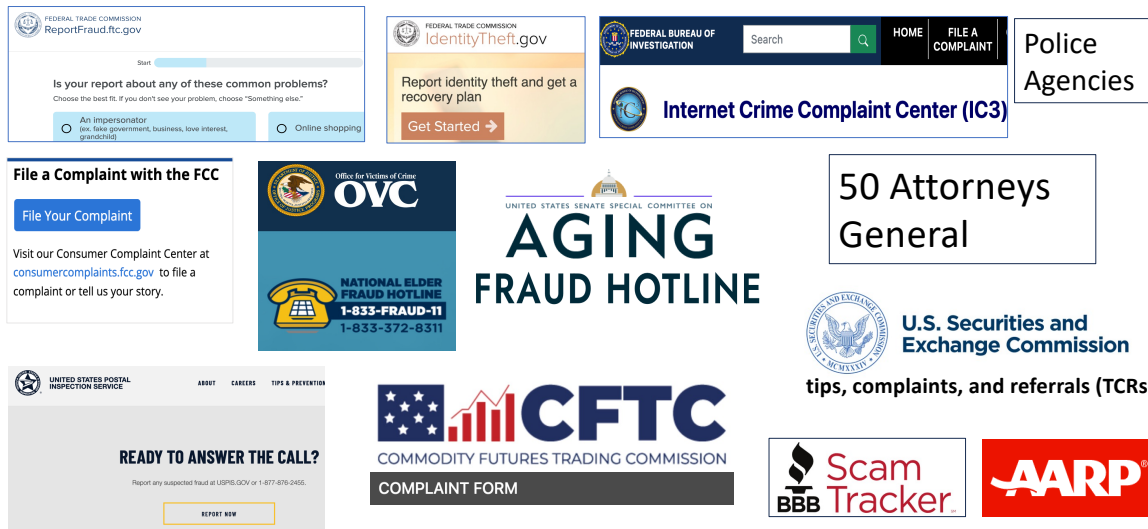 FEDERAL TRADE COMMISSION
ReportFraud.ftc.gov
Start
Is your report about any of these common problems?
Choose the best fit. If you don't see your problem, choose “Something else.”
An impersonator
(ex. fake government, business, love interest,
grandchild)
Online shopping
FEDERAL TRADE COMMISSION
IdentityTheft.gov
Report identity theft and get a
recovery plan
Get Started
FEDERAL BUREAU OF
INVESTIGATION
Search
HOME
FILE A
COMPLAINT
Internet Crime Complaint Center (IC3)
Police
Agencies
File a Complaint with the FCC
File Your Complaint
Visit our Consumer Complaint Center at
consumercomplaints.fcc.gov to file a
complaint or tell us your story.
Office for Victims of Crime
OVC
NATIONAL ELDER
FRAUD HOTLINE
1-833-FRAUD-11
1-833-372-8311
UNITED STATES SENATE SPECIAL COMMITTEE ON
AGING
FRAUD HOTLINE
50 Attorneys
General
SECURITIES AND EXCHANGE COMMISSION
MCMXXXIV
U.S. Securities and
Exchange Commission
tips, complaints, and referrals (TCRs
UNITED STATES POSTAL
INSPECTION SERVICE
ABOUT
CAREERS
TIPS & PREVENTION
READY TO ANSWER THE CALL?
Report any suspected fraud at USPIS.GOV or 1-877-876-2455.
REPORT NOW
CFTC
COMMODITY FUTURES TRADING COMMISSION
COMPLAINT FORM
BBB
Scam
Tracker
AARP®